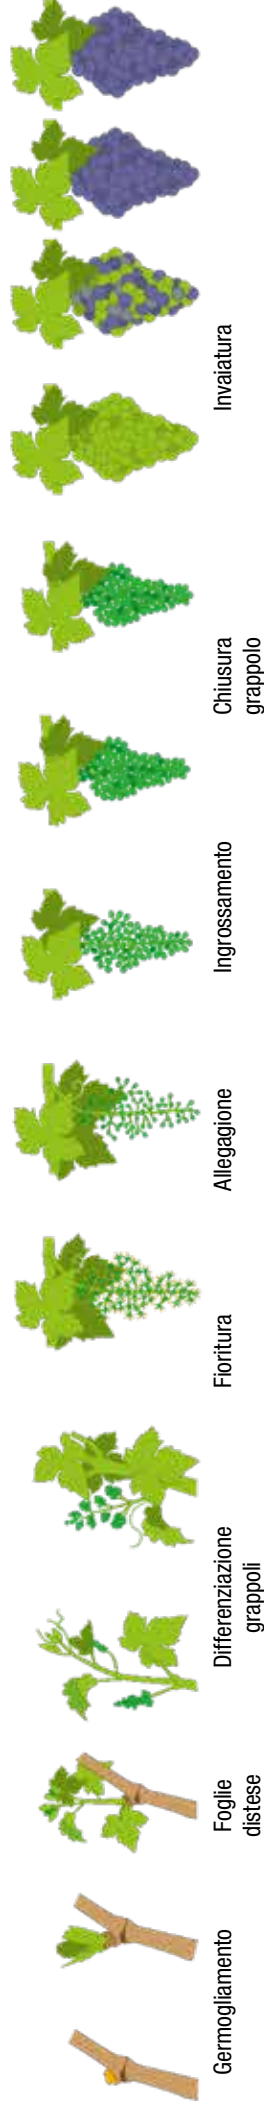 Germogliamento
Foglie
distese
Differenziazione
grappoli
Fioritura
Allegagione
Ingrossamento
Chiusura
grappolo
Invaiatura